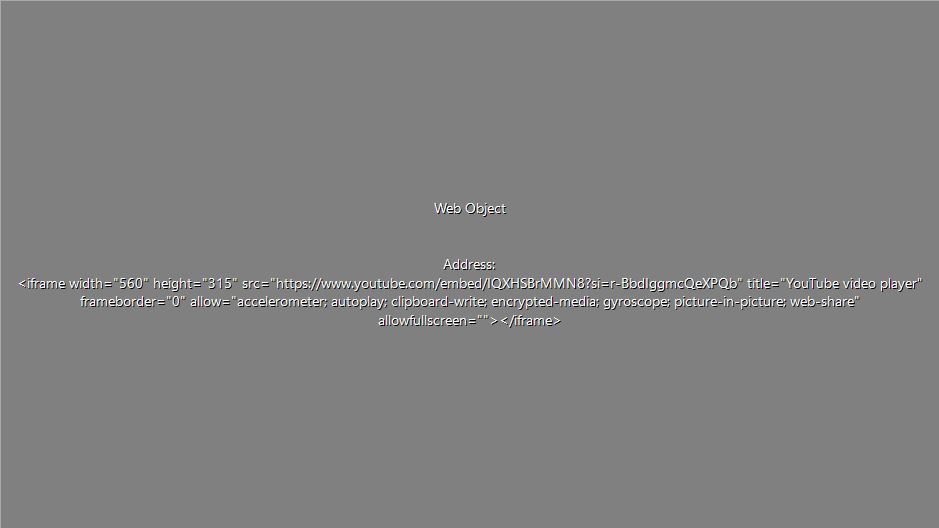 Web Object
Address:
<iframe width="560" height="315" src="https://www.youtube.com/embed/IQXHSBrMMN8?si=r-BbdIggmcQeXPQb" title="YouTube video player"
frameborder="0" allow="accelerometer; autoplay; clipboard-write; encrypted-media; gyroscope; picture-in-picture; web-share"
allowfullscreen=""></iframe>